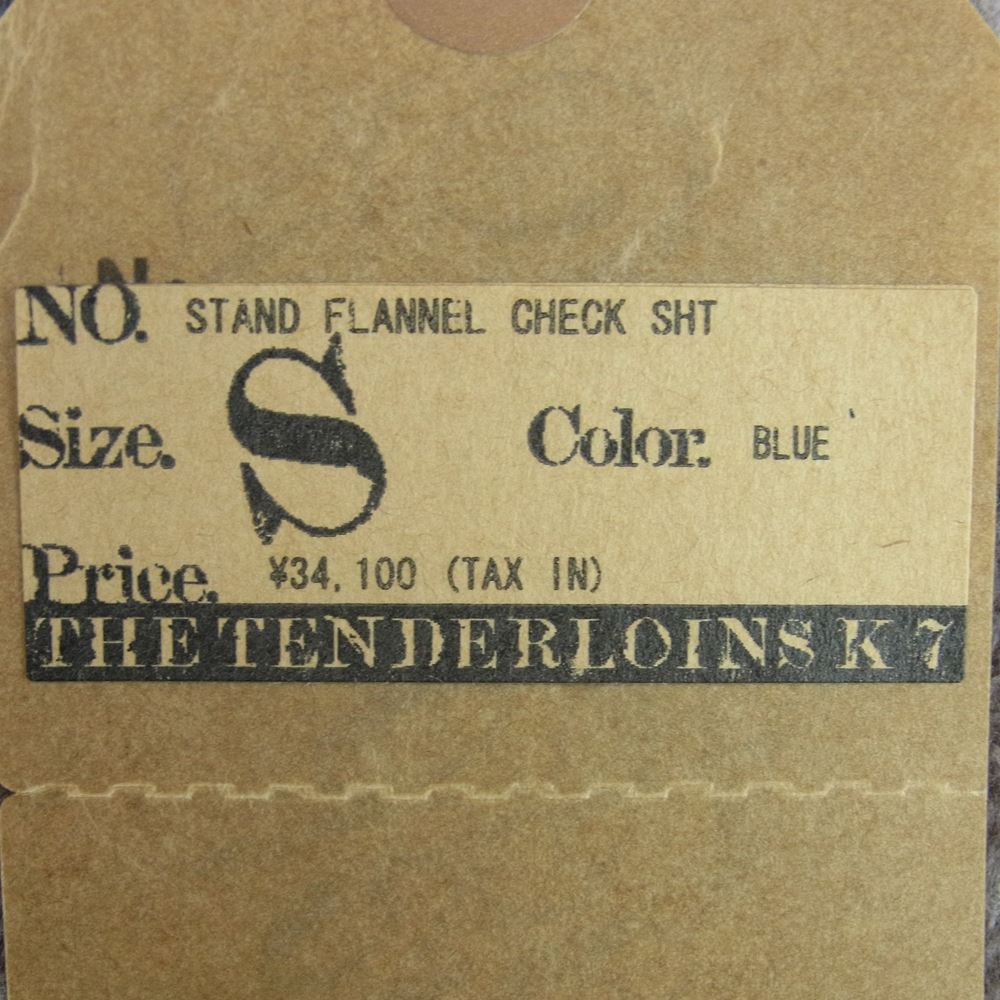 NO. STAND FLANNEL CHECK SHT
Size. S Color. BLUE
Price. ¥34,100 (TAX IN)
THE TENDERLOINS K 7